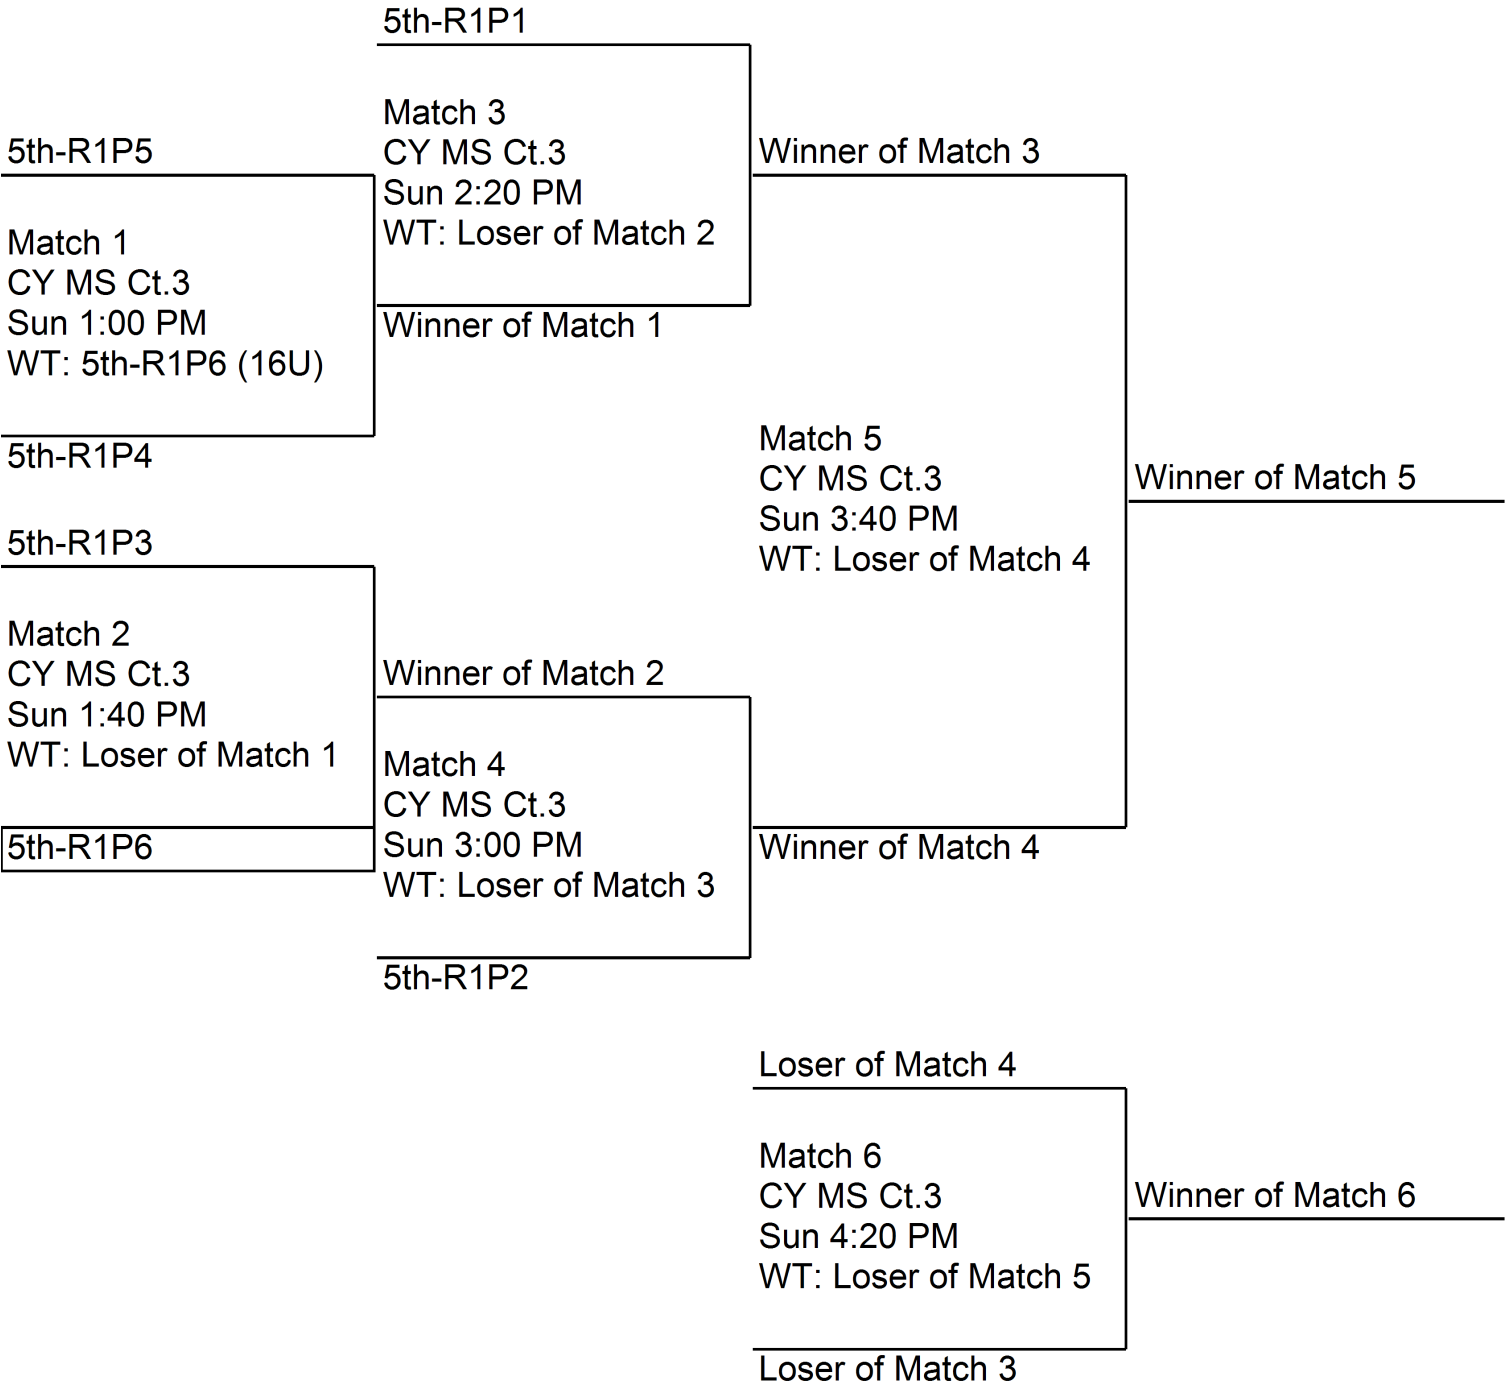 5th-R1P1
Match 3
CY MS Ct.3
Sun 2:20 PM
WT: Loser of Match 2
Winner of Match 1
5th-R1P5
Match 1
CY MS Ct.3
Sun 1:00 PM
WT: 5th-R1P6 (16U)
5th-R1P4
Winner of Match 3
Match 5
CY MS Ct.3
Sun 3:40 PM
WT: Loser of Match 4
Winner of Match 4
Winner of Match 5
5th-R1P3
Match 2
CY MS Ct.3
Sun 1:40 PM
WT: Loser of Match 1
5th-R1P6
Winner of Match 2
Match 4
CY MS Ct.3
Sun 3:00 PM
WT: Loser of Match 3
5th-R1P2
Loser of Match 4
Match 6
CY MS Ct.3
Sun 4:20 PM
WT: Loser of Match 5
Loser of Match 3
Winner of Match 6